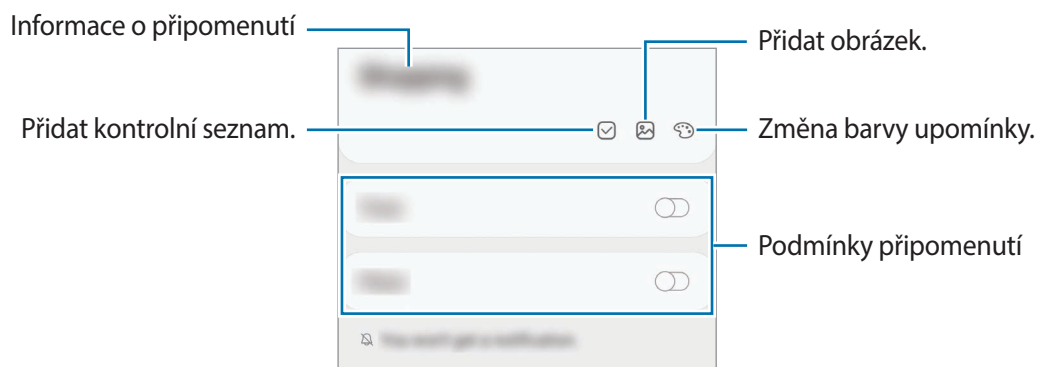 Informace o připomenutí
Přidat obrázek.
Přidat kontrolní seznam.
Změna barvy upomínky.
Podmínky připomenutí